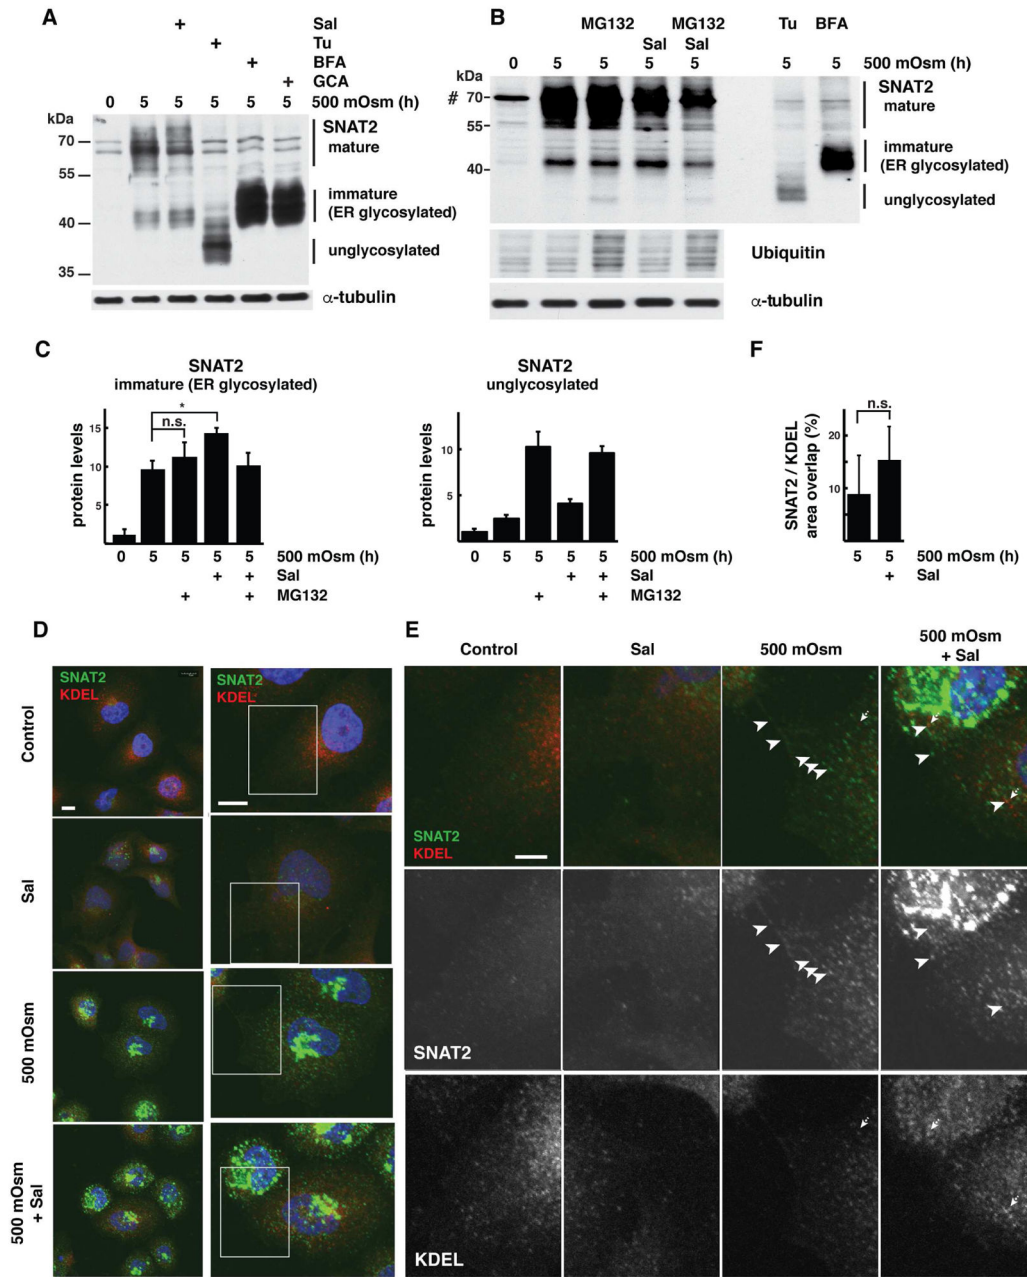 A
+ Sal
+ Tu
+ BFA
+ GCA
0 5 5 5 5 5 500 mOsm (h)
kDa
70
55
40
35
SNAT2
mature
immature
(ER glycosylated)
unglycosylated
α-tubulin
B
MG132 MG132 Tu BFA
Sal Sal
0 5 5 5 5 5 5 500 mOsm (h)
kDa
# 70
55
40
SNAT2
mature
immature
(ER glycosylated)
unglycosylated
Ubiquitin
α-tubulin
C
SNAT2
immature (ER glycosylated)
protein levels
15
10
5
*
n.s.
0 5 5 5 5 500 mOsm (h)
+ + Sal
+ + MG132
SNAT2
unglycosylated
protein levels
15
10
5
0 5 5 5 5 500 mOsm (h)
+ + Sal
+ + MG132
F
SNAT2 / KDEL
area overlap (%)
20
10
n.s.
5 5 500 mOsm (h)
+ Sal
D
SNAT2 SNAT2
KDEL KDEL
Control
Sal
500 mOsm
500 mOsm
+ Sal
E
Control Sal 500 mOsm 500 mOsm
+ Sal
SNAT2
KDEL
SNAT2
KDEL